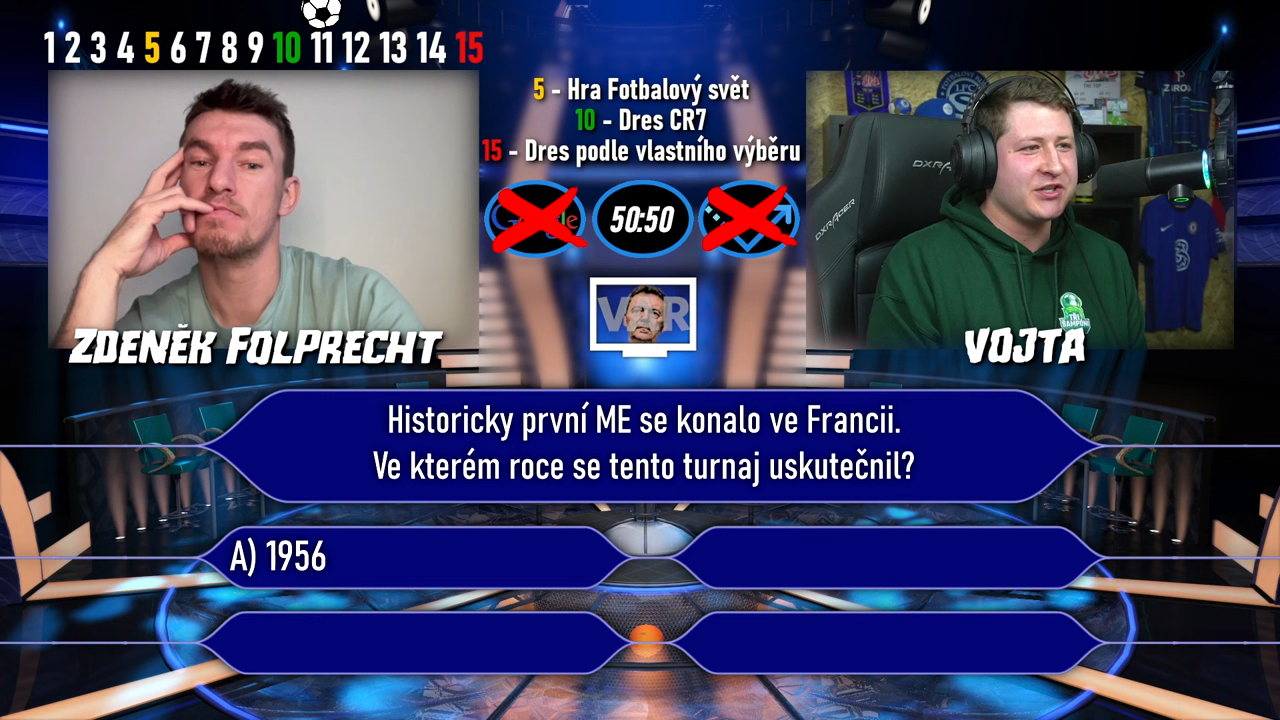 1 2 3 4 5 6 7 8 9 10 11 12 13 14 15
5 - Hra Fotbalový svět
10 - Dres CR7
15 - Dres podle vlastního výběru
50:50
ZDENĚK FOLPRECHT
VOJTA
DXRACER
Historicky první ME se konalo ve Francii.
Ve kterém roce se tento turnaj uskutečnil?
A) 1956